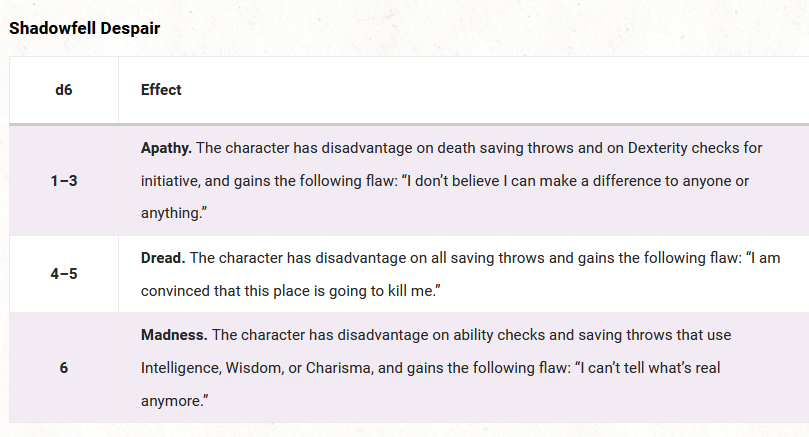 Shadowfell Despair
d6 Effect
Apathy. The character has disadvantage on death saving throws and on Dexterity checks for
1–3 initiative, and gains the following flaw: “I don’t believe I can make a difference to anyone or
anything.”
4–5 Dread. The character has disadvantage on all saving throws and gains the following flaw: “I am
convinced that this place is going to kill me.”
Madness. The character has disadvantage on ability checks and saving throws that use
6 Intelligence, Wisdom, or Charisma, and gains the following flaw: “I can’t tell what’s real
anymore.”